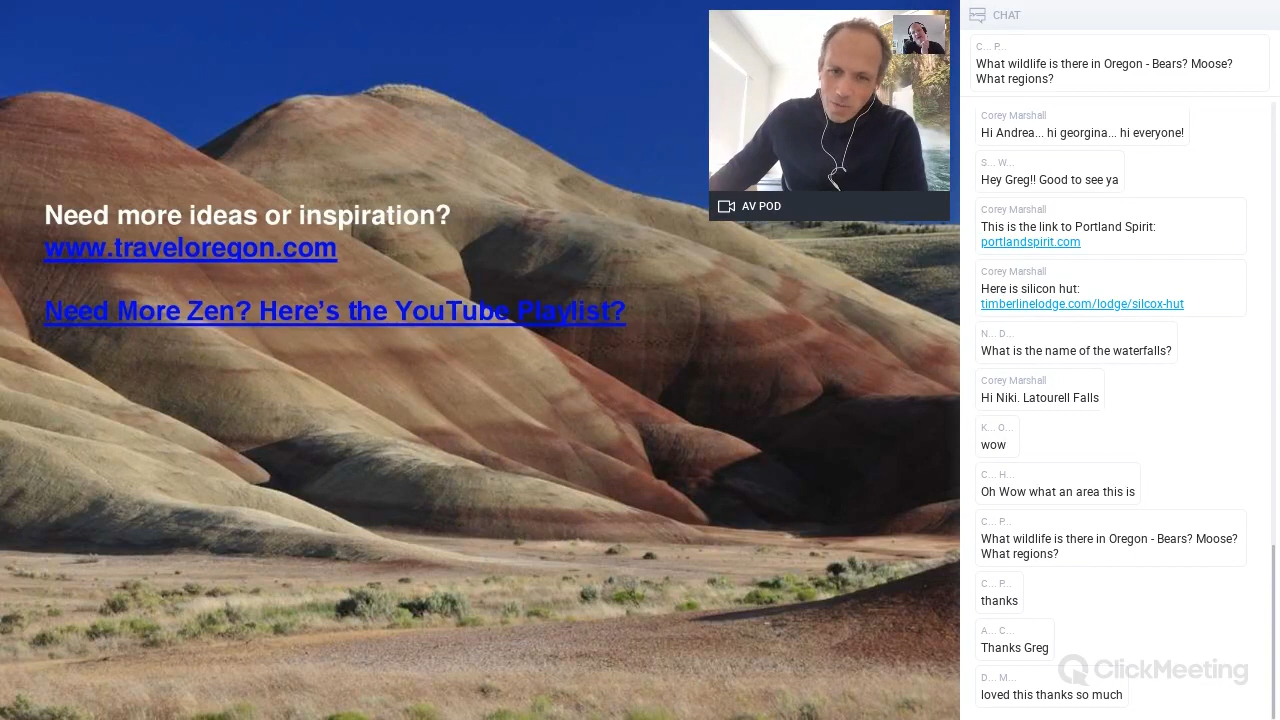 Need more ideas or inspiration?
www.traveloregon.com
Need More Zen? Here’s the YouTube Playlist?
AV POD
CHAT
C... P...
What wildlife is there in Oregon - Bears? Moose?
What regions?
Corey Marshall
Hi Andrea... hi georgina... hi everyone!
S... W...
Hey Greg!! Good to see ya
Corey Marshall
This is the link to Portland Spirit:
portlandspirit.com
Corey Marshall
Here is silicon hut:
timberlinelodge.com/lodge/silcox-hut
N... D...
What is the name of the waterfalls?
Corey Marshall
Hi Niki. Latourell Falls
K... O...
wow
C... H...
Oh Wow what an area this is
C... P...
What wildlife is there in Oregon - Bears? Moose?
What regions?
C... P...
thanks
A... C...
Thanks Greg
D... M...
loved this thanks so much
ClickMeeting